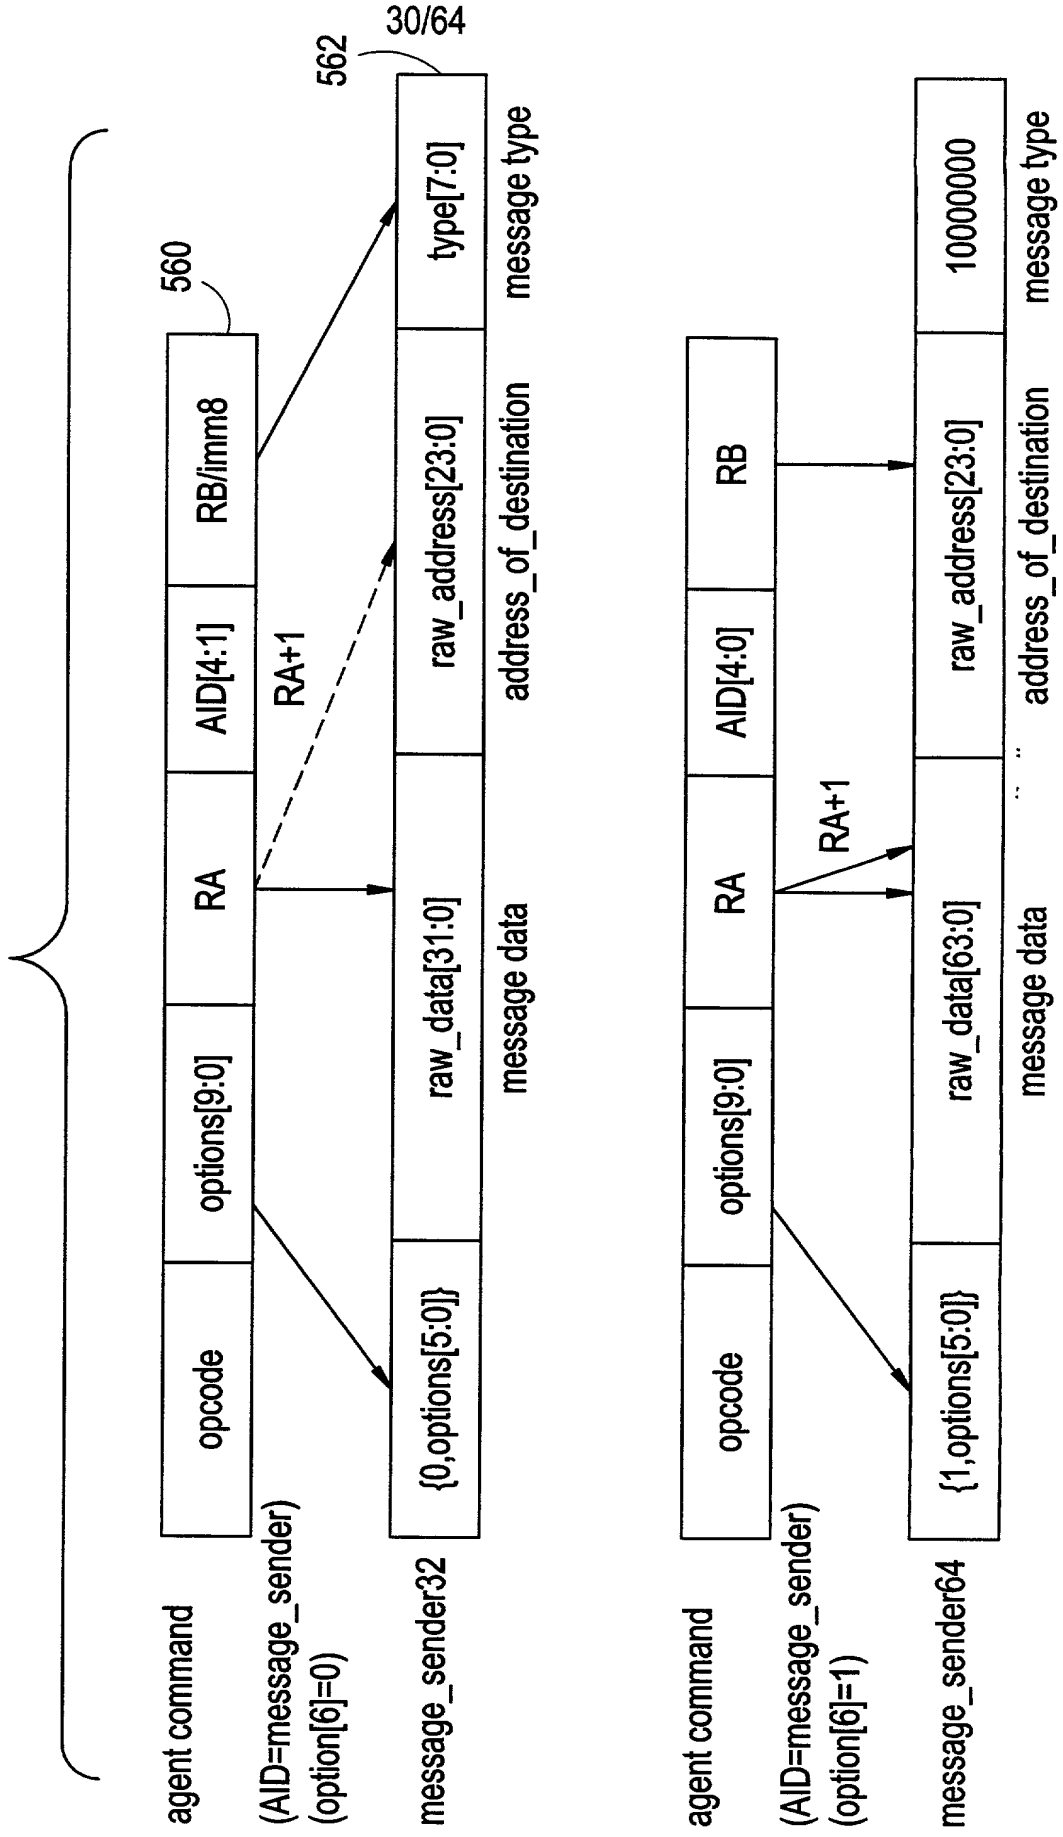 30/64
agent command
opcode
options[9:0]
RA
AID[4:1]
RB/imm8
560
(AID=message_sender)
(option[6]=0)
RA+1
562
message_sender32
{0,options[5:0]}
raw_data[31:0]
raw_address[23:0]
type[7:0]
message data
address_of_destination
message type
agent command
opcode
options[9:0]
RA
AID[4:0]
RB
(AID=message_sender)
(option[6]=1)
RA+1
message_sender64
{1,options[5:0]}
raw_data[63:0]
raw_address[23:0]
10000000
message data
address_of_destination
message type